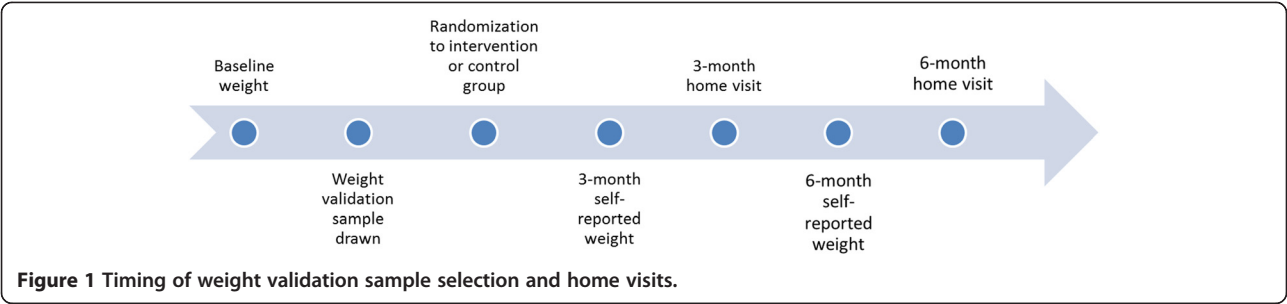 Baseline
weight
Weight
validation
sample
drawn
Randomization
to intervention
or control
group
3-month
self-
reported
weight
3-month
home visit
6-month
self-
reported
weight
6-month
home visit
Figure 1 Timing of weight validation sample selection and home visits.